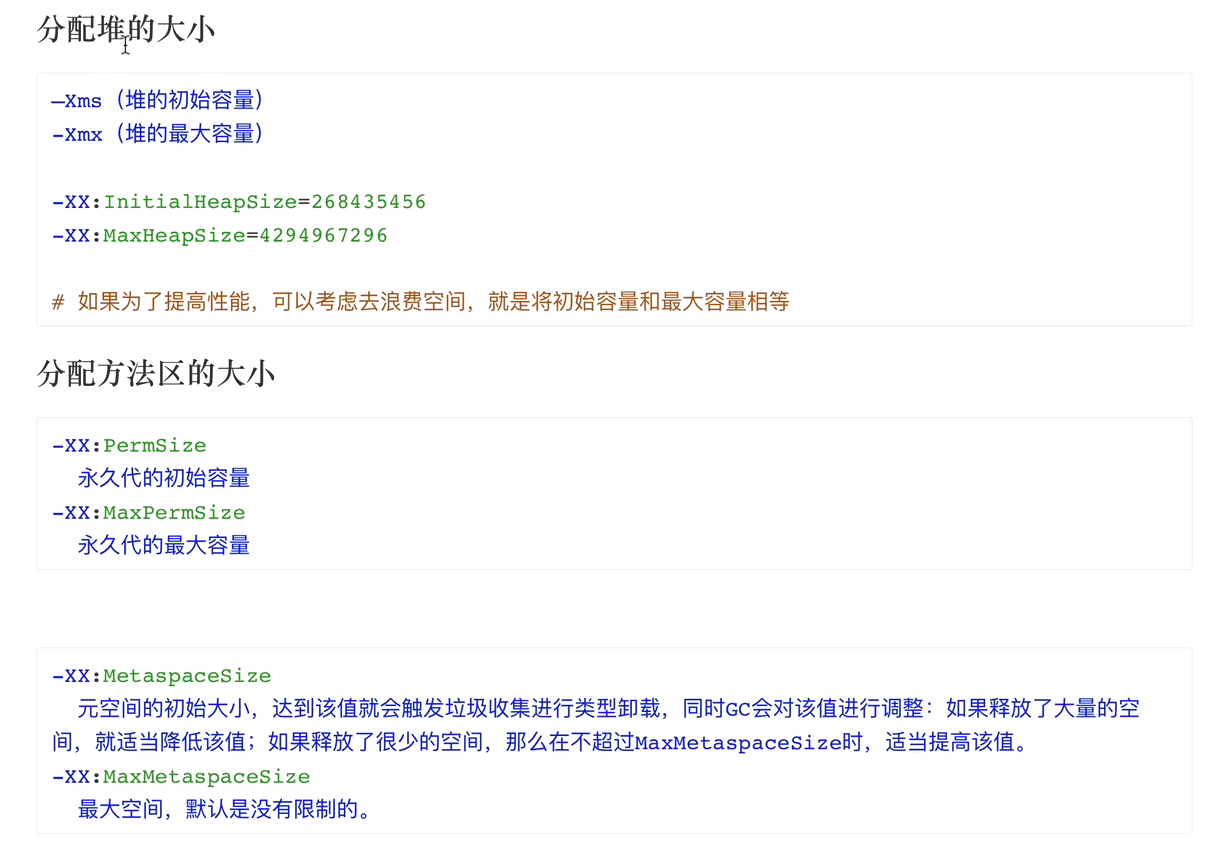 分配堆的大小
–Xms（堆的初始容量）
-Xmx（堆的最大容量）
-XX:InitialHeapSize=268435456
-XX:MaxHeapSize=4294967296
# 如果为了提高性能，可以考虑去浪费空间，就是将初始容量和最大容量相等
分配方法区的大小
-XX:PermSize
永久代的初始容量
-XX:MaxPermSize
永久代的最大容量
-XX:MetaspaceSize
元空间的初始大小，达到该值就会触发垃圾收集进行类型卸载，同时GC会对该值进行调整：如果释放了大量的空
间，就适当降低该值；如果释放了很少的空间，那么在不超过MaxMetaspaceSize时，适当提高该值。
-XX:MaxMetaspaceSize
最大空间，默认是没有限制的。